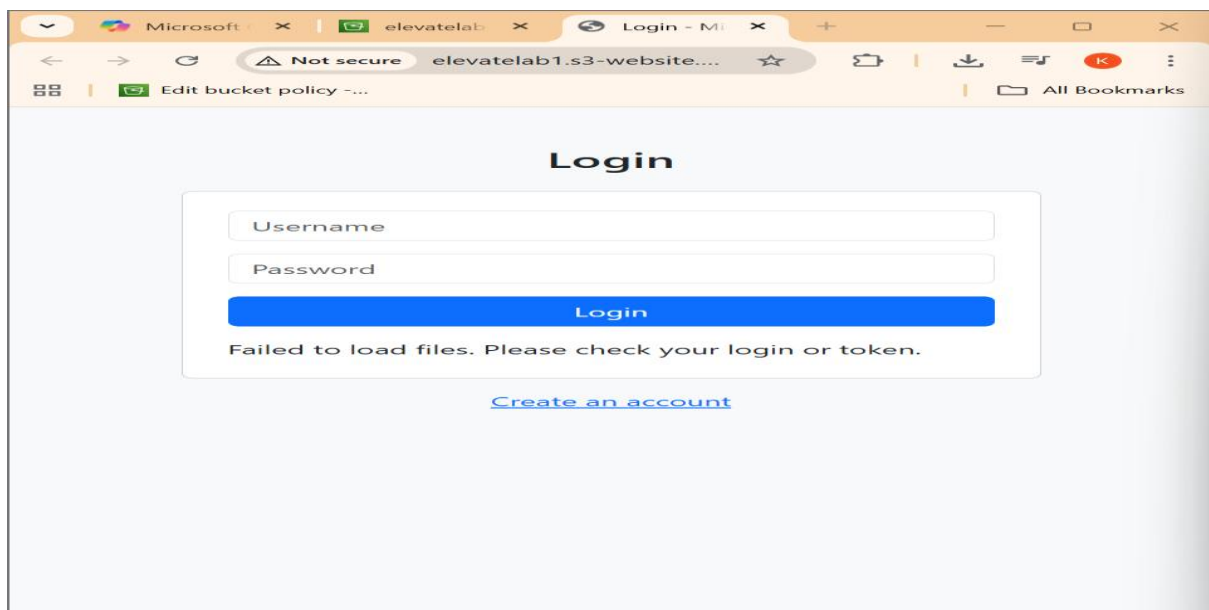 Microsoft elevatelab Login - Mi
Not secure elevatelab1.s3-website.... K
Edit bucket policy -... All Bookmarks
Login
Username
Password
Login
Failed to load files. Please check your login or token.
Create an account